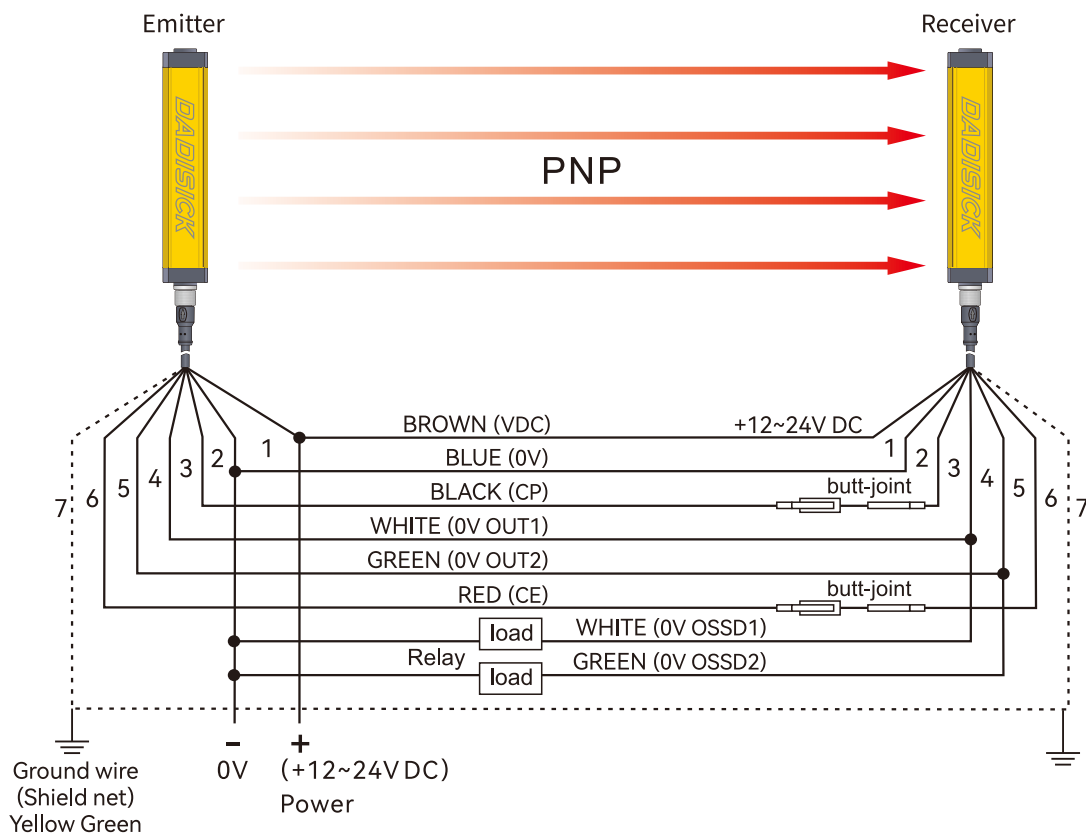 Emitter
Receiver
DADISICK
DADISICK
PNP
BROWN (VDC)
+12~24V DC
1
1
BLUE (0V)
2
2
BLACK (CP)
butt-joint
3
3
WHITE (0V OUT1)
4
4
GREEN (0V OUT2)
5
5
RED (CE)
butt-joint
6
6
7
7
load
WHITE (0V OSSD1)
Relay
load
GREEN (0V OSSD2)
-
+
0V
(+12~24V DC)
Power
Ground wire
(Shield net)
Yellow Green